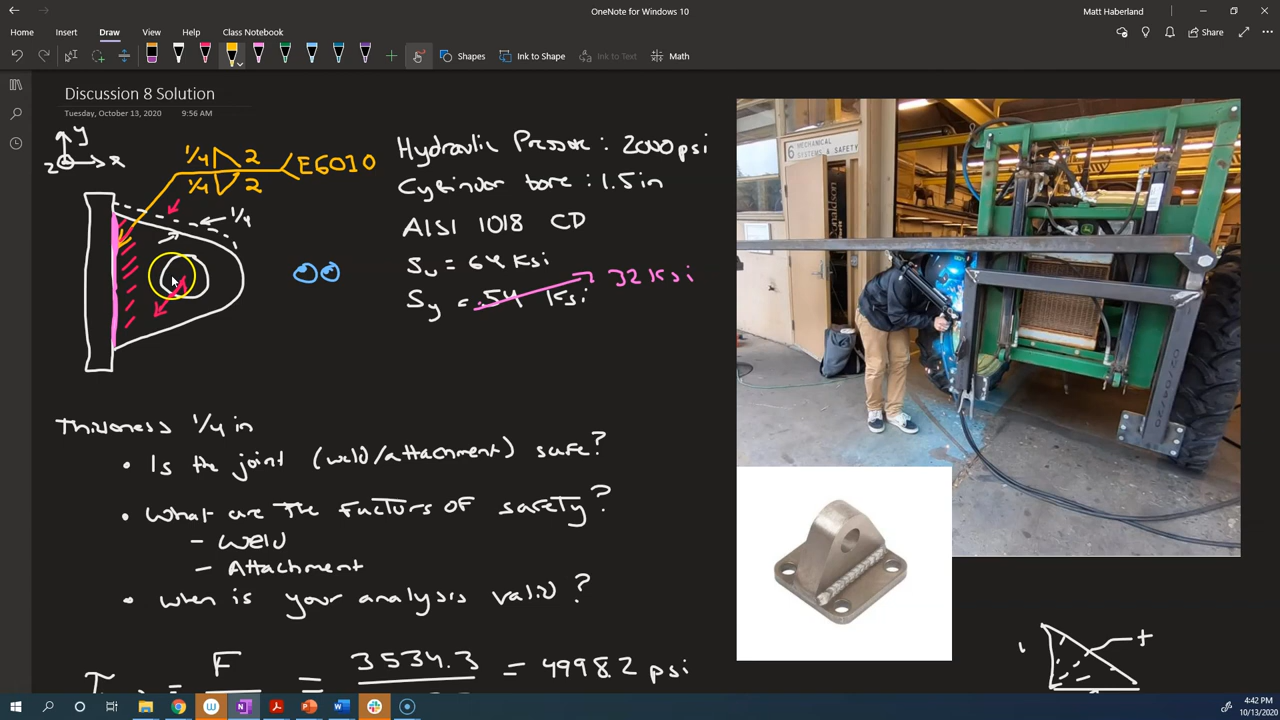 OneNote for Windows 10
Matt Haberland
Home Insert Draw View Help Class Notebook
Shapes Ink to Shape Ink to Text Math Share
Discussion 8 Solution
Tuesday, October 13, 2020 9:56 AM
y
z x
1/4 2
1/4 2
E6010
1/4
Hydraulic Pressure : 2000 psi
Cylinder bore : 1.5 in
AISI 1018 CD
Su = 64 Ksi
Sy = 54 Ksi 32 Ksi
Thickness 1/4 in
• Is the joint (weld/attachment) safe?
• What are the factors of safety?
- Weld
- Attachment
• when is your analysis valid?
F 3534.3
= = 4998.2 psi
6 MECHANICAL
SYSTEMS & SAFETY
Donaldson
t
4:42 PM
10/13/2020